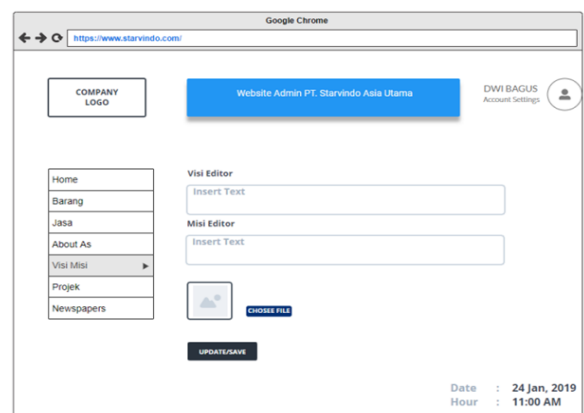 Google Chrome
https://www.starvindo.com/
COMPANY
LOGO
Website Admin PT. Starvindo Asia Utama
DWI BAGUS
Account Settings
Home
Barang
Jasa
About As
Visi Misi
Projek
Newspapers
Visi Editor
Insert Text
Misi Editor
Insert Text
CHOSEE FILE
UPDATE/SAVE
Date : 24 Jan, 2019
Hour : 11:00 AM